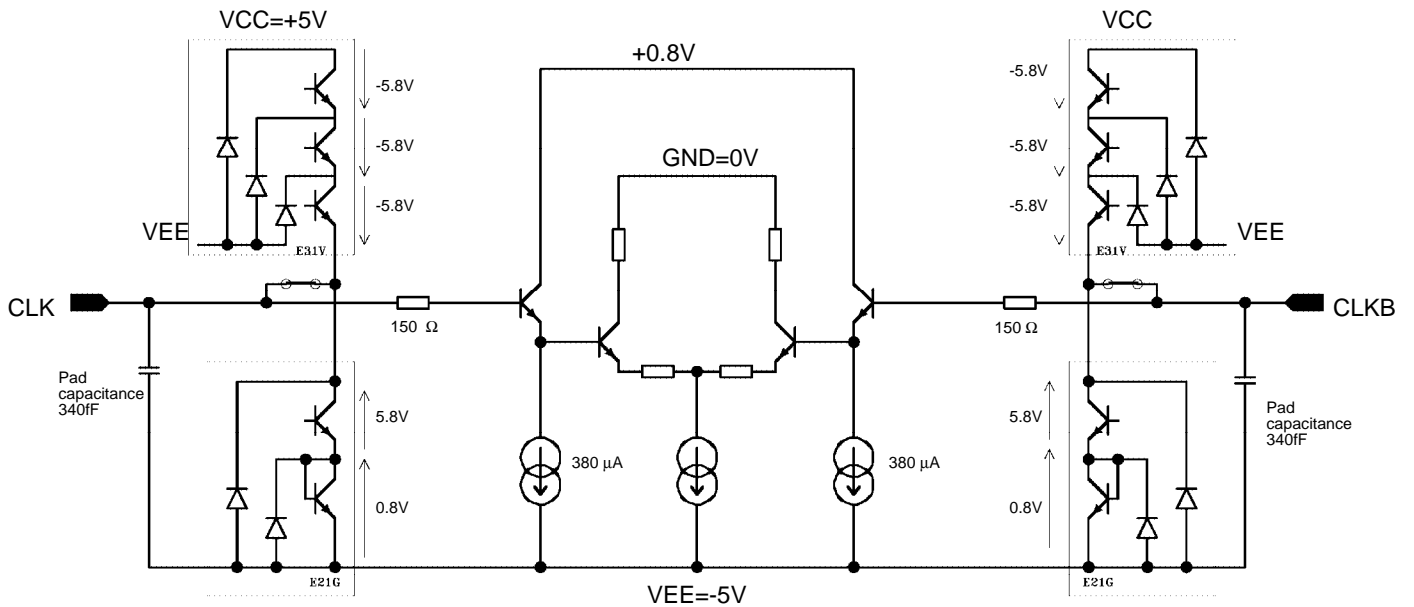 VCC=+5V
VCC
+0.8V
-5.8V
-5.8V
-5.8V
-5.8V
GND=0V
-5.8V
-5.8V
VEE
VEE
E31V
E31V
CLK
CLKB
150 Ω
150 Ω
Pad
capacitance
340fF
5.8V
5.8V
Pad
capacitance
340fF
380 µA
380 µA
0.8V
0.8V
E21G
E21G
VEE=-5V